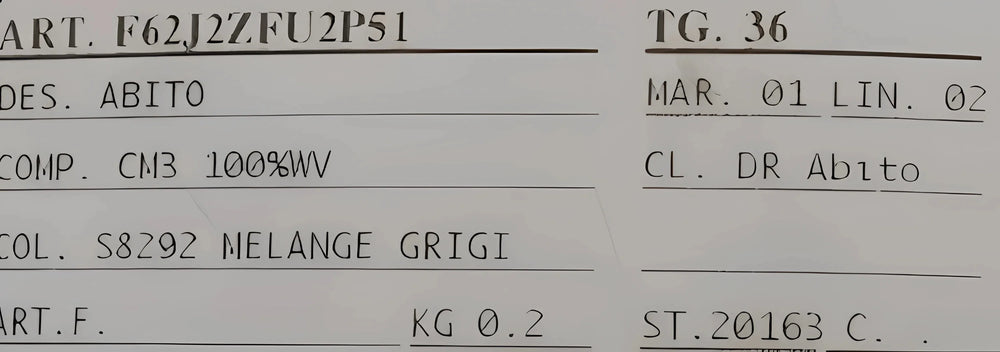 ART. F62J2ZFU2P51 TG. 36
DES. ABITO MAR. 01 LIN. 02
COMP. CM3 100%WV CL. DR Abito
COL. S8292 MELANGE GRIGI
ART.F. KG 0.2 ST.20163 C. .